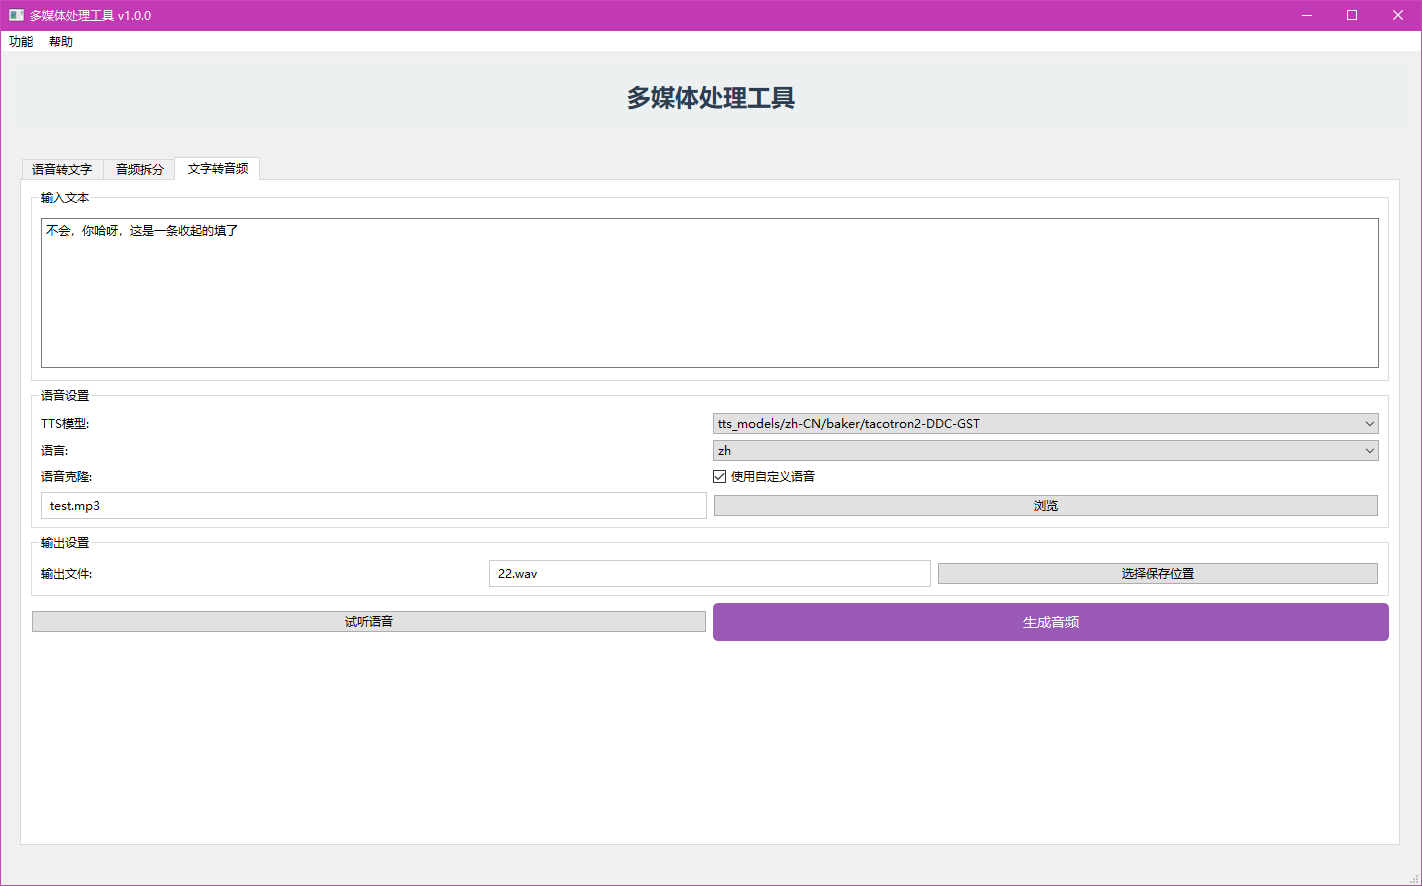 多媒体处理工具 v1.0.0
功能 帮助
多媒体处理工具
语音转文字 音频拆分 文字转音频
输入文本
不会，你哈呀，这是一条收起的填了
语音设置
TTS模型: tts_models/zh-CN/baker/tacotron2-DDC-GST
语言: zh
语音克隆: 使用自定义语音
test.mp3 浏览
输出设置
输出文件: 22.wav 选择保存位置
试听语音 生成音频